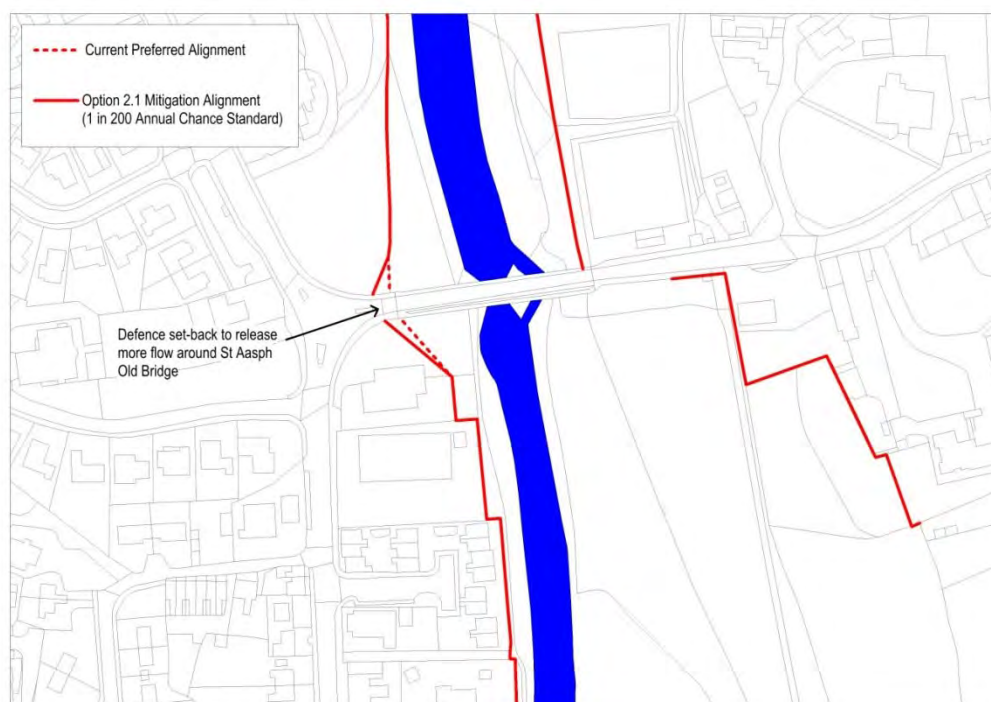 Current Preferred Alignment
Option 2.1 Mitigation Alignment
(1 in 200 Annual Chance Standard)
Defence set-back to release
more flow around St Aasph
Old Bridge